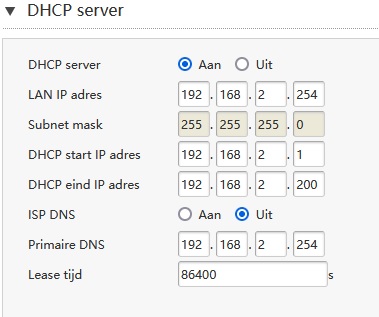 DHCP server
DHCP server Aan Uit
LAN IP adres 192 . 168 . 2 . 254
Subnet mask 255 . 255 . 255 . 0
DHCP start IP adres 192 . 168 . 2 . 1
DHCP eind IP adres 192 . 168 . 2 . 200
ISP DNS Aan Uit
Primaire DNS 192 . 168 . 2 . 254
Lease tijd 86400 s